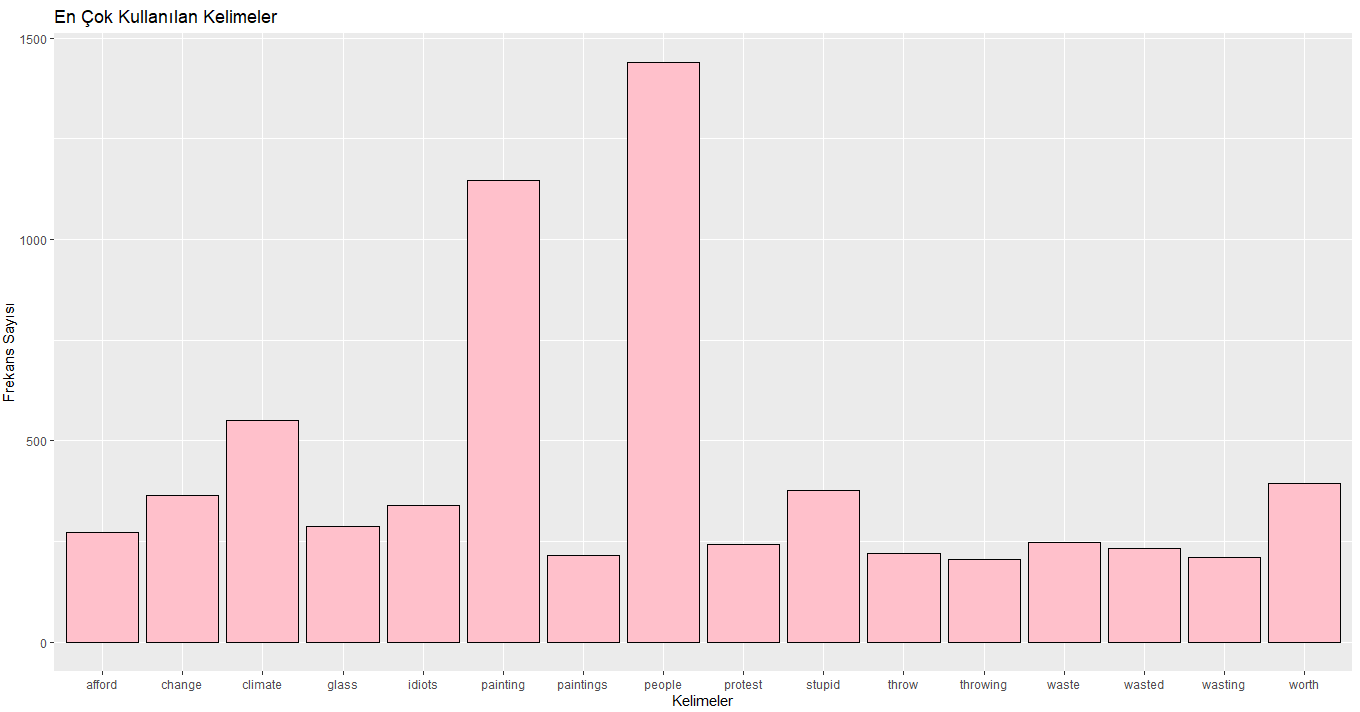 En Çok Kullanılan Kelimeler
1500
1000
500
0
Frekans Sayısı
afford change climate glass idiots painting paintings people protest stupid throw throwing waste wasted wasting worth
Kelimeler